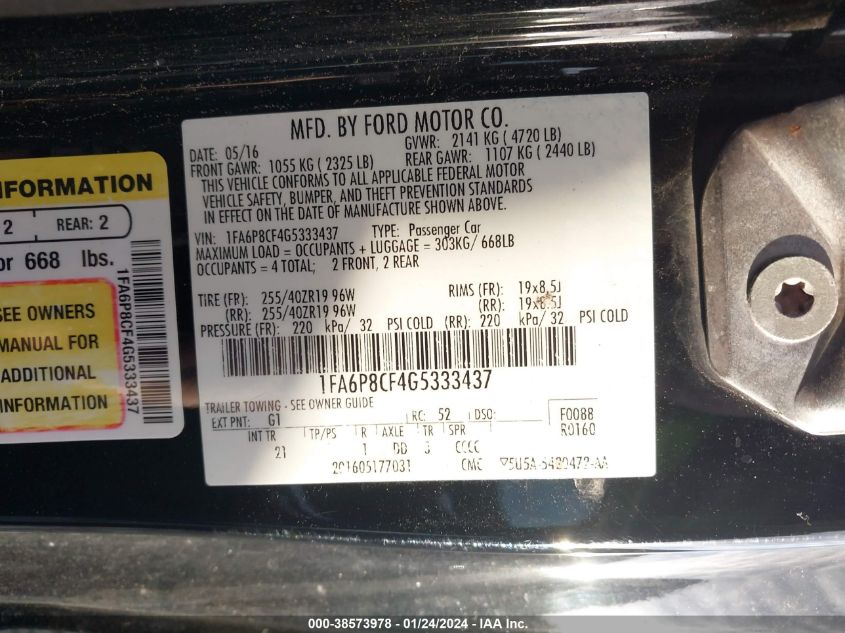 MFD. BY FORD MOTOR CO.
DATE: 05/16 GVWR: 2141 KG ( 4720 LB)
FRONT GAWR: 1055 KG ( 2325 LB) REAR GAWR: 1107 KG ( 2440 LB)
THIS VEHICLE CONFORMS TO ALL APPLICABLE FEDERAL MOTOR
VEHICLE SAFETY, BUMPER, AND THEFT PREVENTION STANDARDS
IN EFFECT ON THE DATE OF MANUFACTURE SHOWN ABOVE.
VIN: 1FA6P8CF4G5333437 TYPE: Passenger Car
MAXIMUM LOAD = OCCUPANTS + LUGGAGE = 303KG/ 668LB
OCCUPANTS = 4 TOTAL; 2 FRONT, 2 REAR
TIRE (FR): 255/40ZR19 96W RIMS (FR): 19x8.5J
(RR): 255/40ZR19 96W (RR): 19x8.5J
PRESSURE (FR): 220 kPa/ 32 PSI COLD (RR): 220 kPa/ 32 PSI COLD
1FA6P8CF4G5333437
TRAILER TOWING - SEE OWNER GUIDE
EXT PNT: G1 RC: 52 DSO: F0088
INT TR TP/PS R AXLE TR SPR R0160
21 1 DD CCCC
201605177031 CMC
INFORMATION
2 REAR: 2
or 668 lbs.
SEE OWNERS
MANUAL FOR
ADDITIONAL
INFORMATION
1FA6P8CF4G5333437
000-38573978 - 01/24/2024 - IAA Inc.